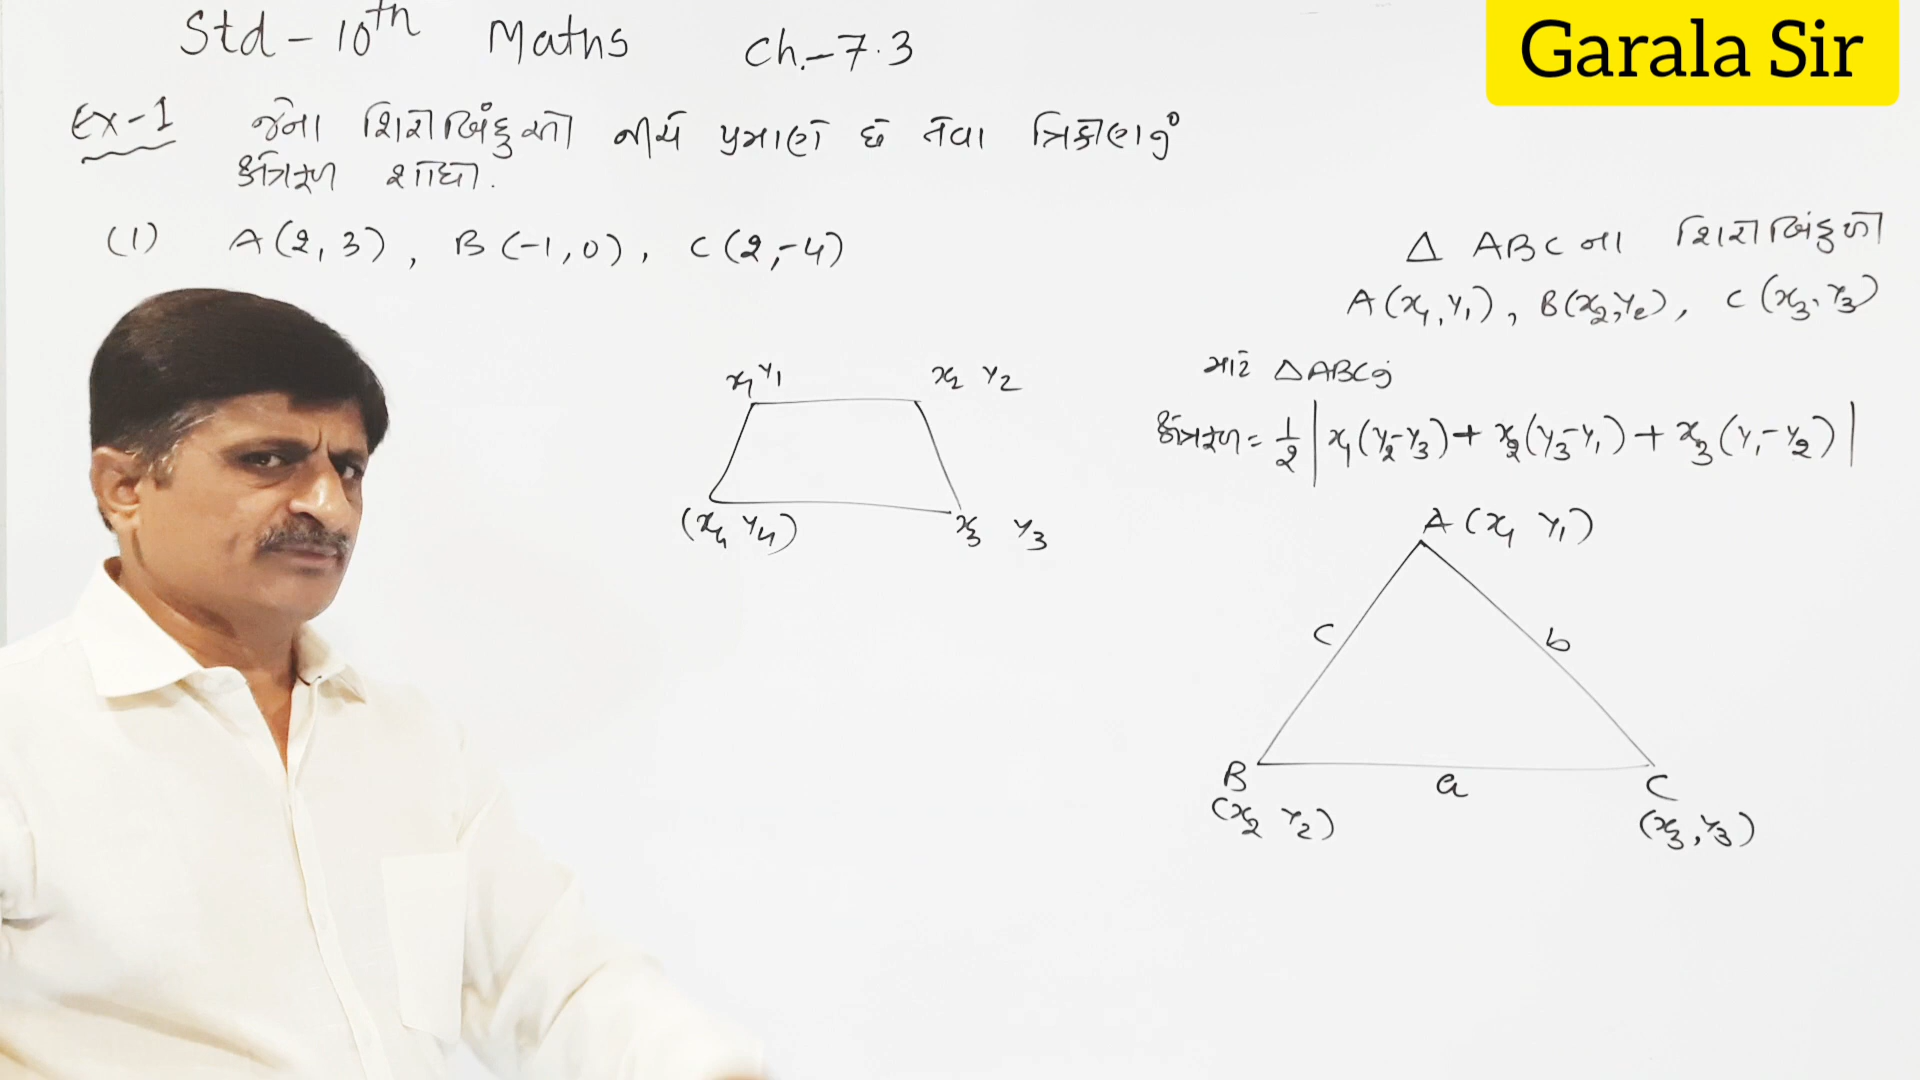 Std - 10th Maths Ch.-7.3
Garala Sir
Ex-1 જેના શિરોબિંદુઓ નીચે પ્રમાણે છે તેવા ત્રિકોણનું
ક્ષેત્રફળ શોધો.
(1) A(2, 3), B(-1, 0), C(2, -4)
△ ABC ના શિરોબિંદુઓ
A(x₁, y₁), B(x₂, y₂), C(x₃, y₃)
માટે △ABCનું
ક્ષેત્રફળ = 1/2 | x₁(y₂-y₃) + x₂(y₃-y₁) + x₃(y₁-y₂) |
x₁ y₁ x₂ y₂
(x₄ y₄) x₃ y₃
A (x₁ y₁)
c b
B a C
(x₂ y₂) (x₃, y₃)